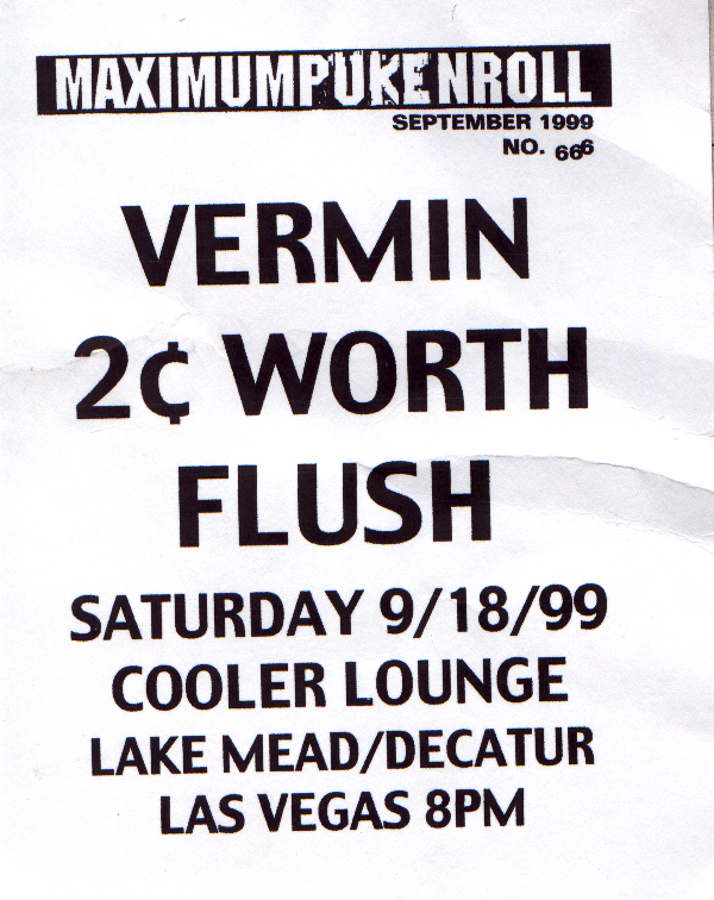 MAXIMUMPUKENROLL
SEPTEMBER 1999
NO. 666
VERMIN
2¢ WORTH
FLUSH
SATURDAY 9/18/99
COOLER LOUNGE
LAKE MEAD/DECATUR
LAS VEGAS 8PM